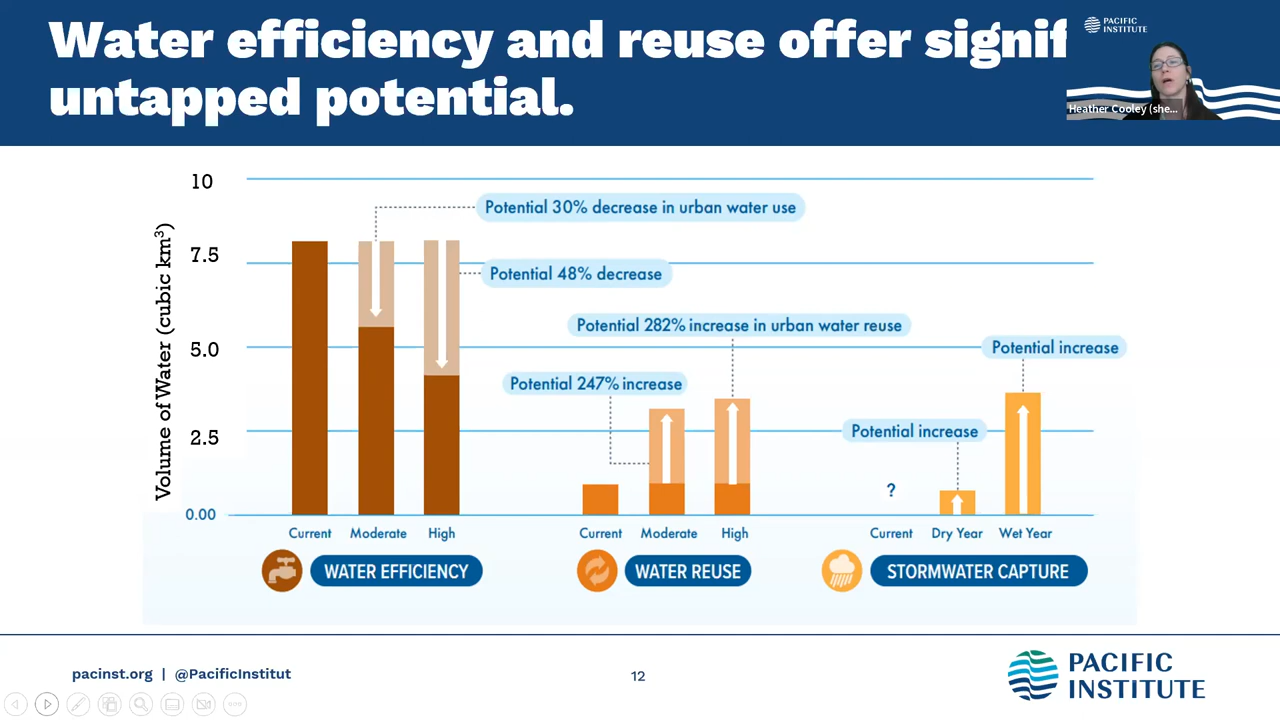 Water efficiency and reuse offer signif
untapped potential.
PACIFIC
INSTITUTE
Heather Cooley (she...
Volume of Water (cubic km³)
10
7.5
5.0
2.5
0.00
Potential 30% decrease in urban water use
Potential 48% decrease
Potential 282% increase in urban water reuse
Potential 247% increase
Potential increase
Potential increase
?
Current Moderate High
Current Moderate High
Current Dry Year Wet Year
WATER EFFICIENCY
WATER REUSE
STORMWATER CAPTURE
pacinst.org | @PacificInstitut
12
PACIFIC
INSTITUTE